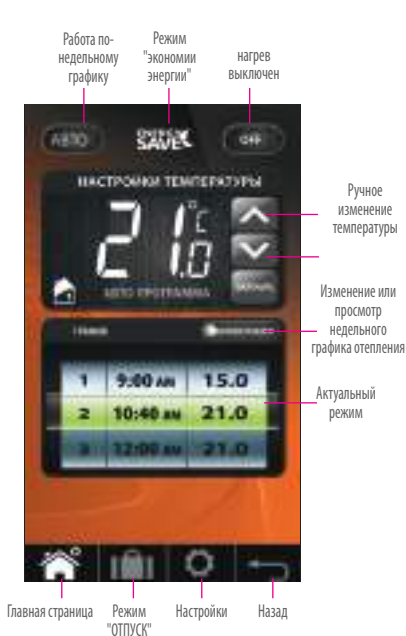 Работа по-
недельному
графику
Режим
"экономии
энергии"
нагрев
выключен
АВТО
ENERGY
SAVE
OFF
НАСТРОЙКИ ТЕМПЕРАТУРЫ
21.0
°C
АВТО ПРОГРАММА
Ручное
изменение
температуры
Изменение или
просмотр
недельного
графика отепления
1 9:00 AM 15.0
2 10:40 AM 21.0
3 12:00 AM 21.0
Актуальный
режим
Главная страница
Режим
"ОТПУСК"
Настройки
Назад